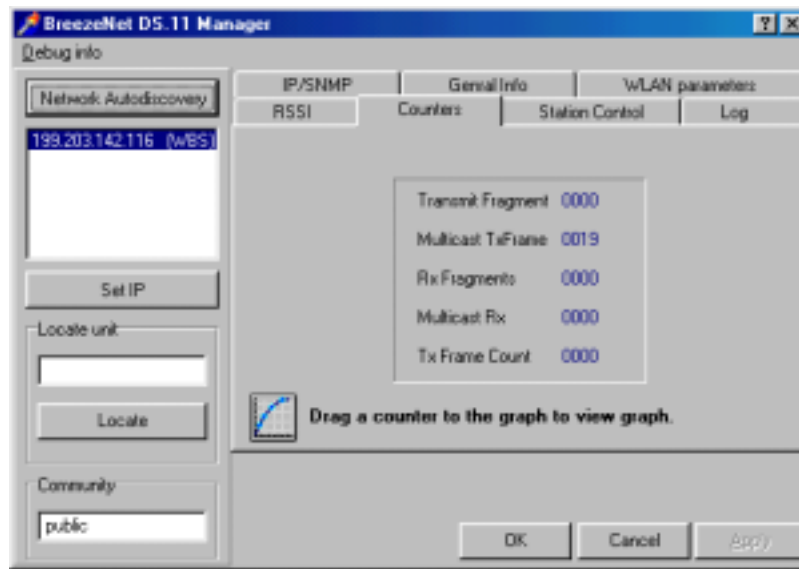 BreezeNet DS.11 Manager
Debug info
Network Autodiscovery
199.203.142.116 (WBS)
Set IP
Locate unit
Locate
Community
public
IP/SNMP
Genral Info
WLAN parameters
RSSI
Counters
Station Control
Log
Transmit Fragment 0000
Multicast TxFrame 0019
Rx Fragments 0000
Multicast Rx 0000
Tx Frame Count 0000
Drag a counter to the graph to view graph.
OK
Cancel
Apply